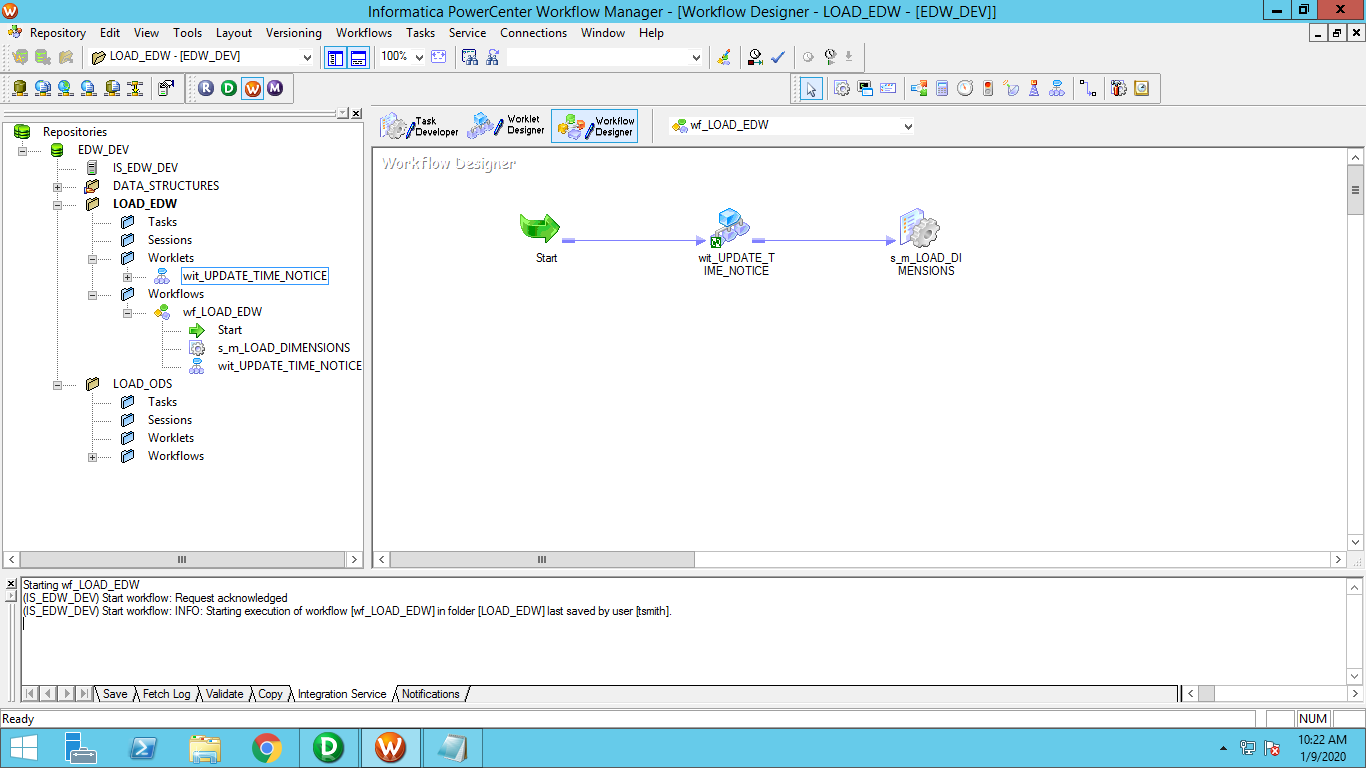 Informatica PowerCenter Workflow Manager - [Workflow Designer - LOAD_EDW - [EDW_DEV]]
Repository Edit View Tools Layout Versioning Workflows Tasks Service Connections Window Help
LOAD_EDW - [EDW_DEV]
100%
R D W M
Task Developer
Worklet Designer
Workflow Designer
wf_LOAD_EDW
Repositories
EDW_DEV
IS_EDW_DEV
DATA_STRUCTURES
LOAD_EDW
Tasks
Sessions
Worklets
wit_UPDATE_TIME_NOTICE
Workflows
wf_LOAD_EDW
Start
s_m_LOAD_DIMENSIONS
wit_UPDATE_TIME_NOTICE
LOAD_ODS
Tasks
Sessions
Worklets
Workflows
Workflow Designer
Start
wit_UPDATE_T
IME_NOTICE
s_m_LOAD_DI
MENSIONS
Starting wf_LOAD_EDW
(IS_EDW_DEV) Start workflow: Request acknowledged
(IS_EDW_DEV) Start workflow: INFO: Starting execution of workflow [wf_LOAD_EDW] in folder [LOAD_EDW] last saved by user [tsmith].
Save Fetch Log Validate Copy Integration Service Notifications
Ready
NUM
D W
10:22 AM
1/9/2020